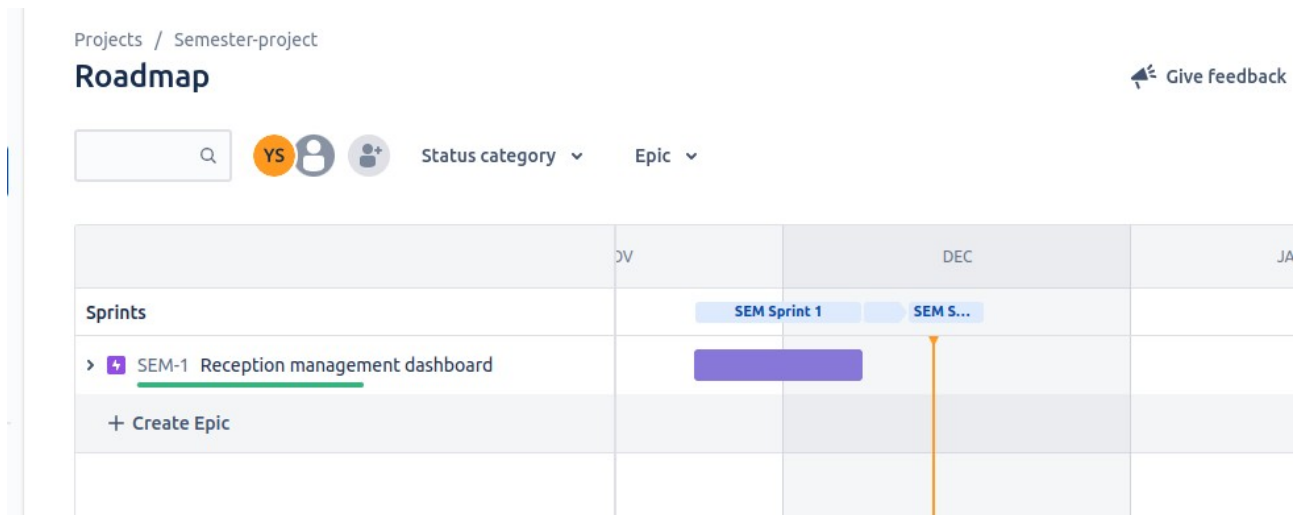 Projects / Semester-project
Roadmap
Give feedback
YS
Status category
Epic
DEC
Sprints
SEM Sprint 1
SEM S...
SEM-1 Reception management dashboard
+ Create Epic